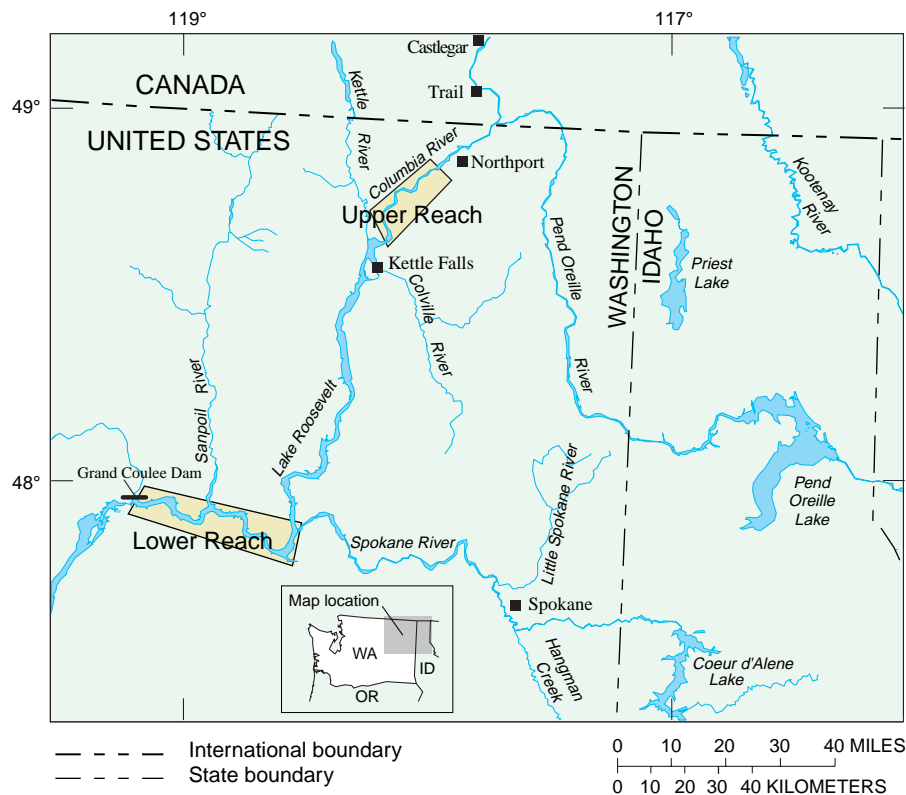 119°
117°
49°
48°
Castlegar
Trail
CANADA
UNITED STATES
Kettle
River
Columbia River
Northport
Upper Reach
Kettle Falls
Colville
River
Pend Oreille
River
WASHINGTON
IDAHO
Priest
Lake
Kootenay
River
Sanpoil River
Lake Roosevelt
Grand Coulee Dam
Lower Reach
Spokane River
Little Spokane River
Pend
Oreille
Lake
Spokane
Hangman
Creek
Coeur d'Alene
Lake
Map location
WA
ID
OR
International boundary
State boundary
0 10 20 30 40 MILES
0 10 20 30 40 KILOMETERS